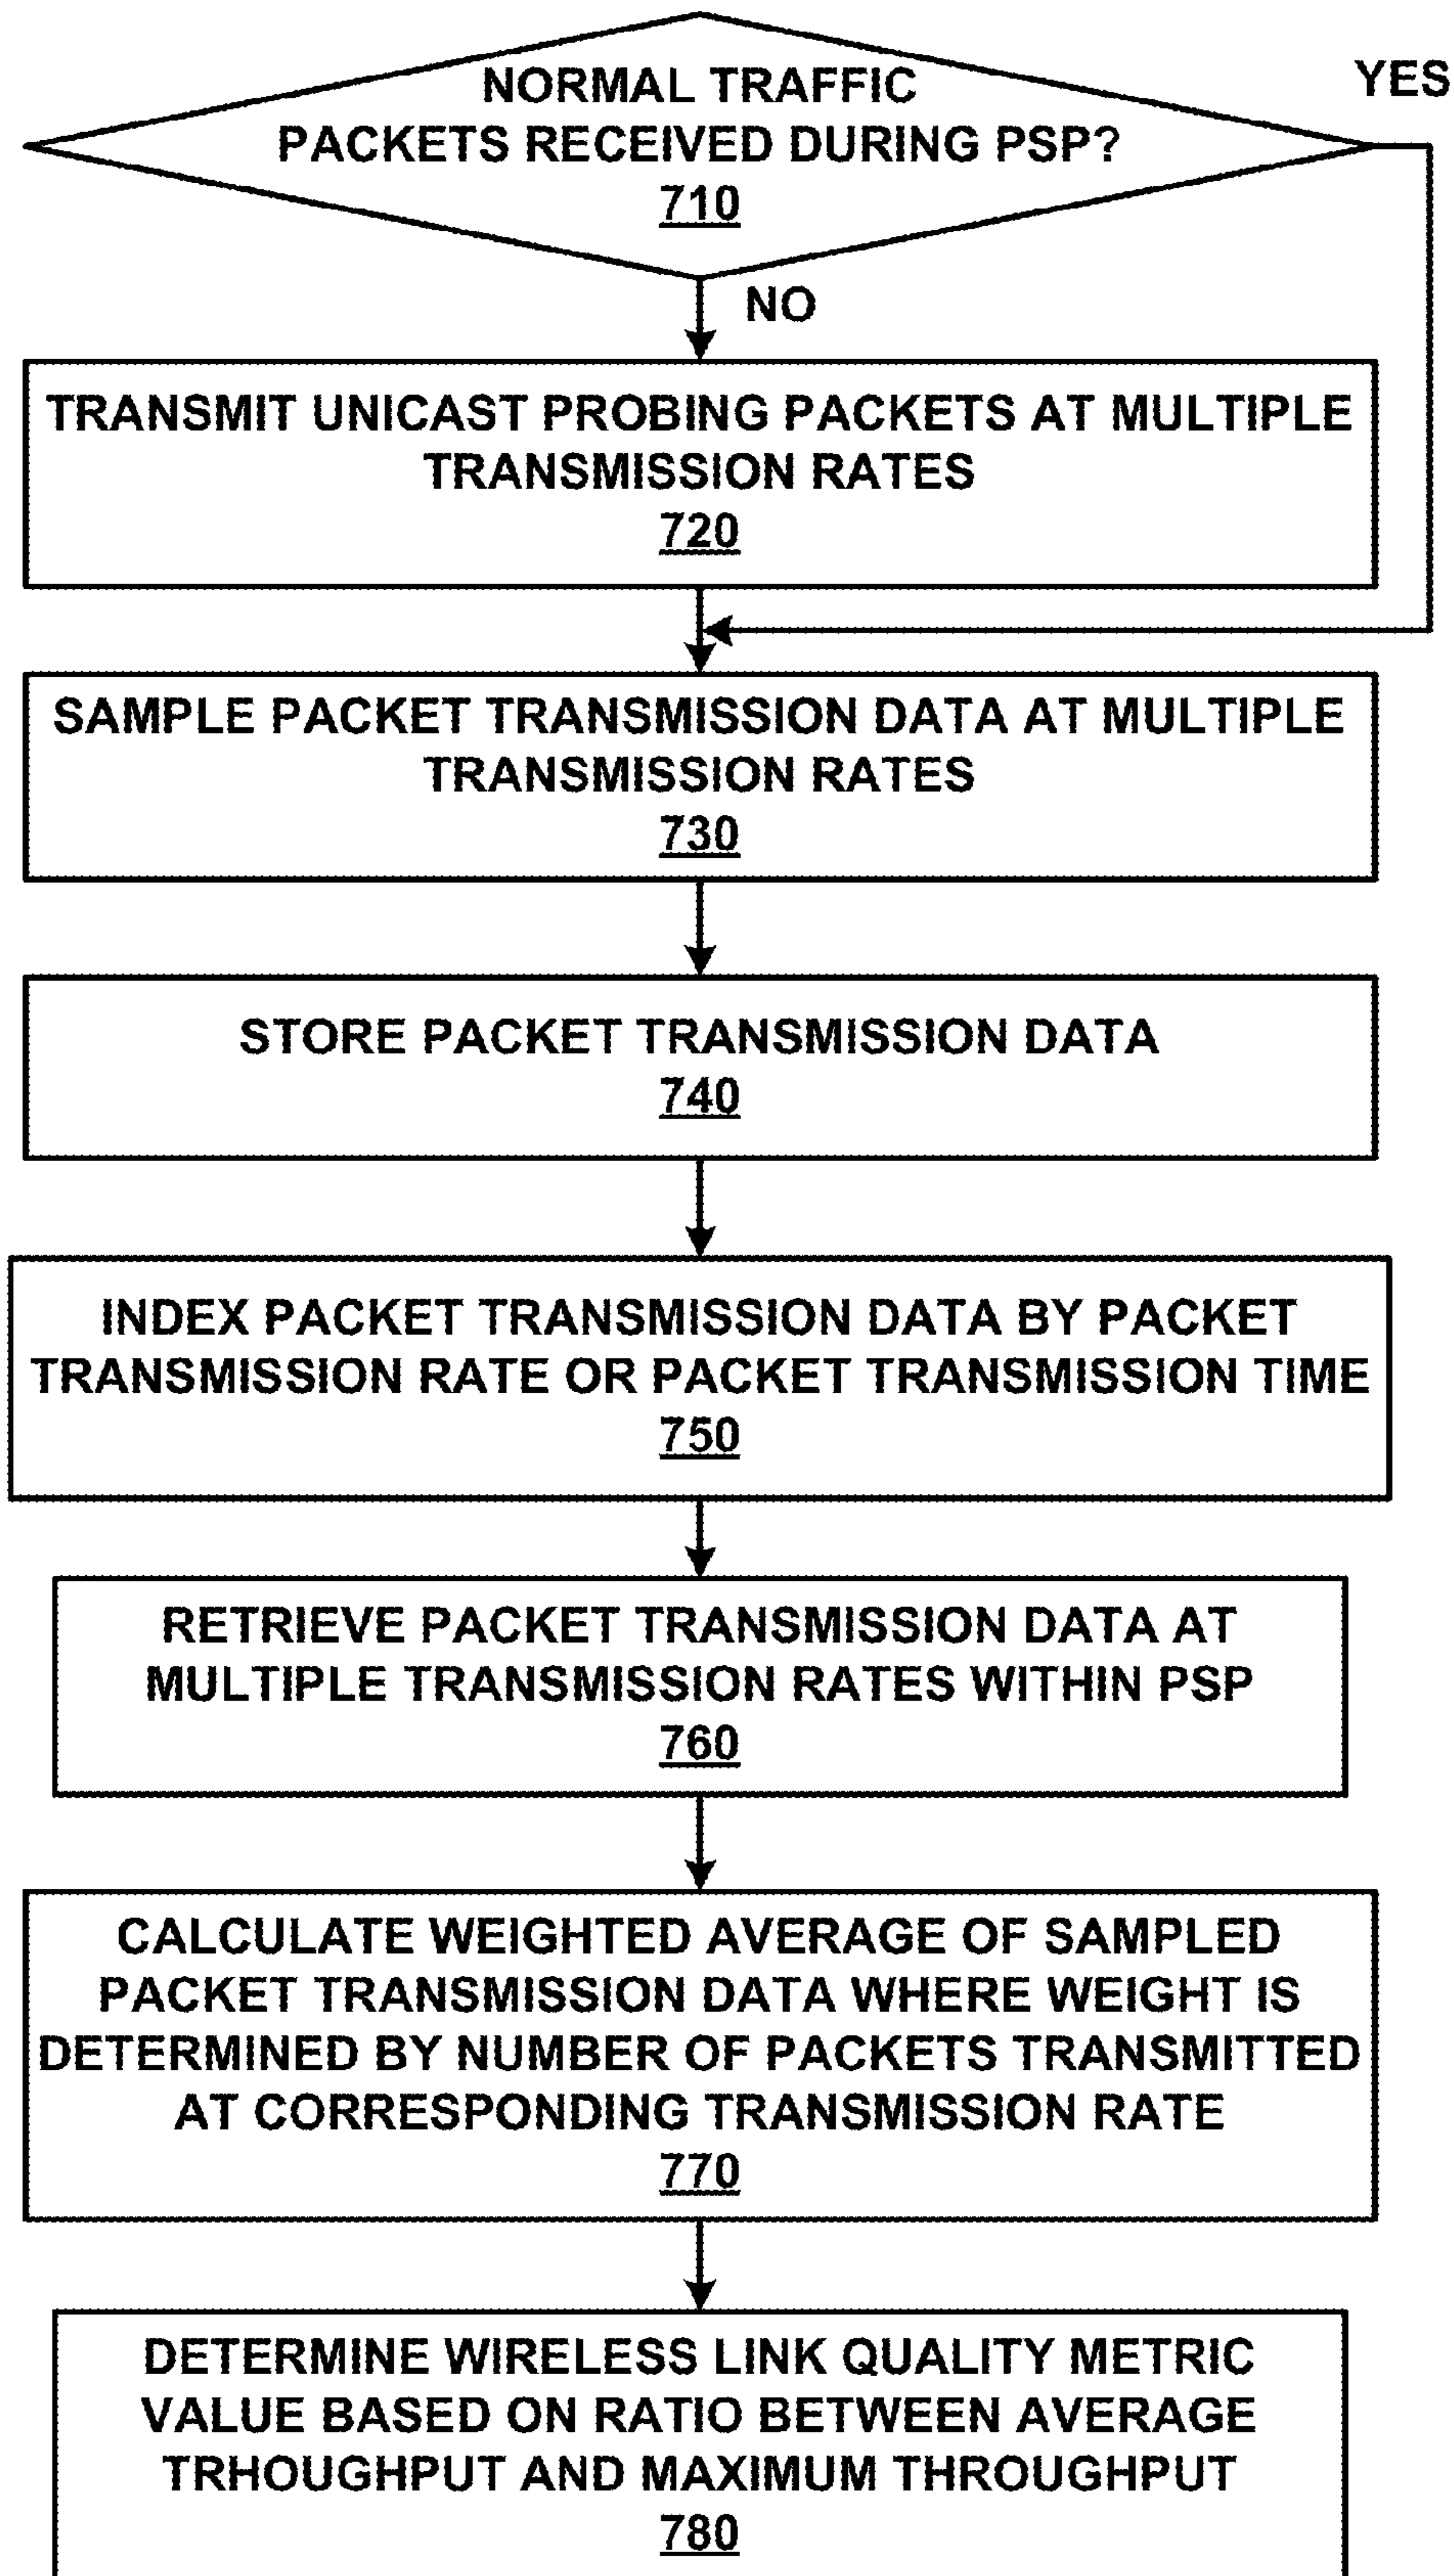 NORMAL TRAFFIC
PACKETS RECEIVED DURING PSP?
710
YES
NO
TRANSMIT UNICAST PROBING PACKETS AT MULTIPLE
TRANSMISSION RATES
720
SAMPLE PACKET TRANSMISSION DATA AT MULTIPLE
TRANSMISSION RATES
730
STORE PACKET TRANSMISSION DATA
740
INDEX PACKET TRANSMISSION DATA BY PACKET
TRANSMISSION RATE OR PACKET TRANSMISSION TIME
750
RETRIEVE PACKET TRANSMISSION DATA AT
MULTIPLE TRANSMISSION RATES WITHIN PSP
760
CALCULATE WEIGHTED AVERAGE OF SAMPLED
PACKET TRANSMISSION DATA WHERE WEIGHT IS
DETERMINED BY NUMBER OF PACKETS TRANSMITTED
AT CORRESPONDING TRANSMISSION RATE
770
DETERMINE WIRELESS LINK QUALITY METRIC
VALUE BASED ON RATIO BETWEEN AVERAGE
TRHOUGHPUT AND MAXIMUM THROUGHPUT
780